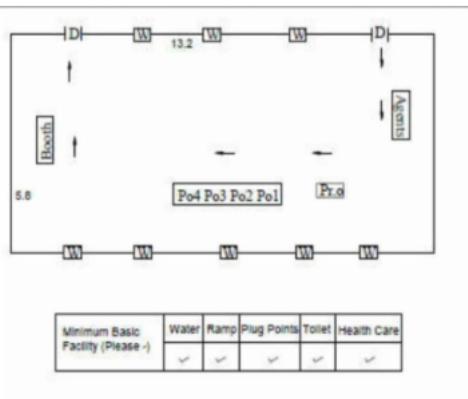 D W W W D
13.2
Booth
Agents
5.8
Po4 Po3 Po2 Po1
Pr.o
W W W W W
Minimum Basic Facility (Please -)
Water Ramp Plug Points Toilet Health Care